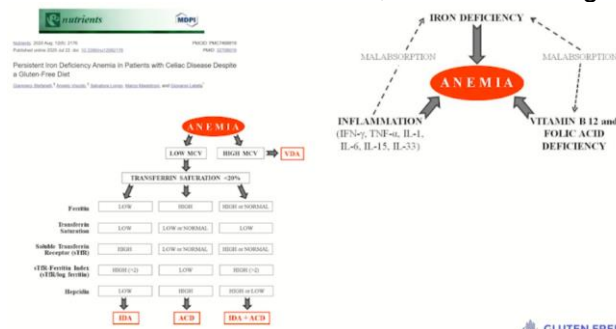 nutrients
MDPI
Persistent Iron Deficiency Anemia in Patients with Celiac Disease Despite
a Gluten-Free Diet
ANEMIA
LOW MCV
HIGH MCV
VDA
TRANSFERRIN SATURATION <20%
Ferritin
LOW
HIGH
HIGH or NORMAL
Transferrin
Saturation
LOW
LOW or NORMAL
LOW
Soluble Transferrin
Receptor (sTfR)
HIGH
LOW or NORMAL
HIGH or NORMAL
sTfR-Ferritin Index
(sTfR/log ferritin)
HIGH (>2)
LOW
HIGH (>2)
Hepcidin
LOW
HIGH
HIGH or LOW
IDA
ACD
IDA + ACD
IRON DEFICIENCY
MALABSORPTION
MALABSORPTION
ANEMIA
INFLAMMATION
(IFN-γ, TNF-α, IL-1,
IL-6, IL-15, IL-33)
VITAMIN B 12 and
FOLIC ACID
DEFICIENCY